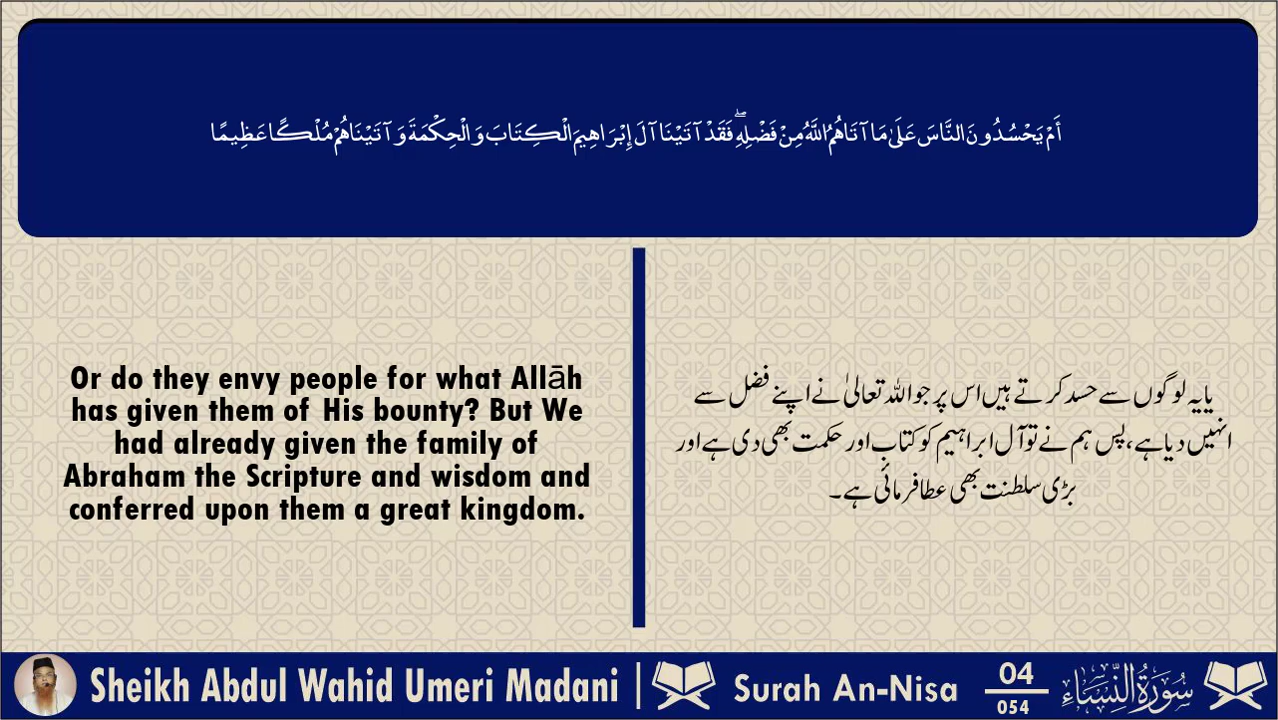 أَمْ يَحْسُدُونَ النَّاسَ عَلَىٰ مَا آتَاهُمُ اللَّهُ مِنْ فَضْلِهِ ۖ فَقَدْ آتَيْنَا آلَ إِبْرَاهِيمَ الْكِتَابَ وَالْحِكْمَةَ وَآتَيْنَاهُمْ مُلْكًا عَظِيمًا
Or do they envy people for what Allāh
has given them of His bounty? But We
had already given the family of
Abraham the Scripture and wisdom and
conferred upon them a great kingdom.
یا یہ لوگوں سے حسد کرتے ہیں اس پر جو اللہ تعالیٰ نے اپنے فضل سے
انہیں دیا ہے، پس ہم نے تو آل ابراہیم کو کتاب اور حکمت بھی دی ہے اور
بڑی سلطنت بھی عطا فرمائی ہے۔
Sheikh Abdul Wahid Umeri Madani | Surah An-Nisa
04
054
سُورَةُ النِّسَاء